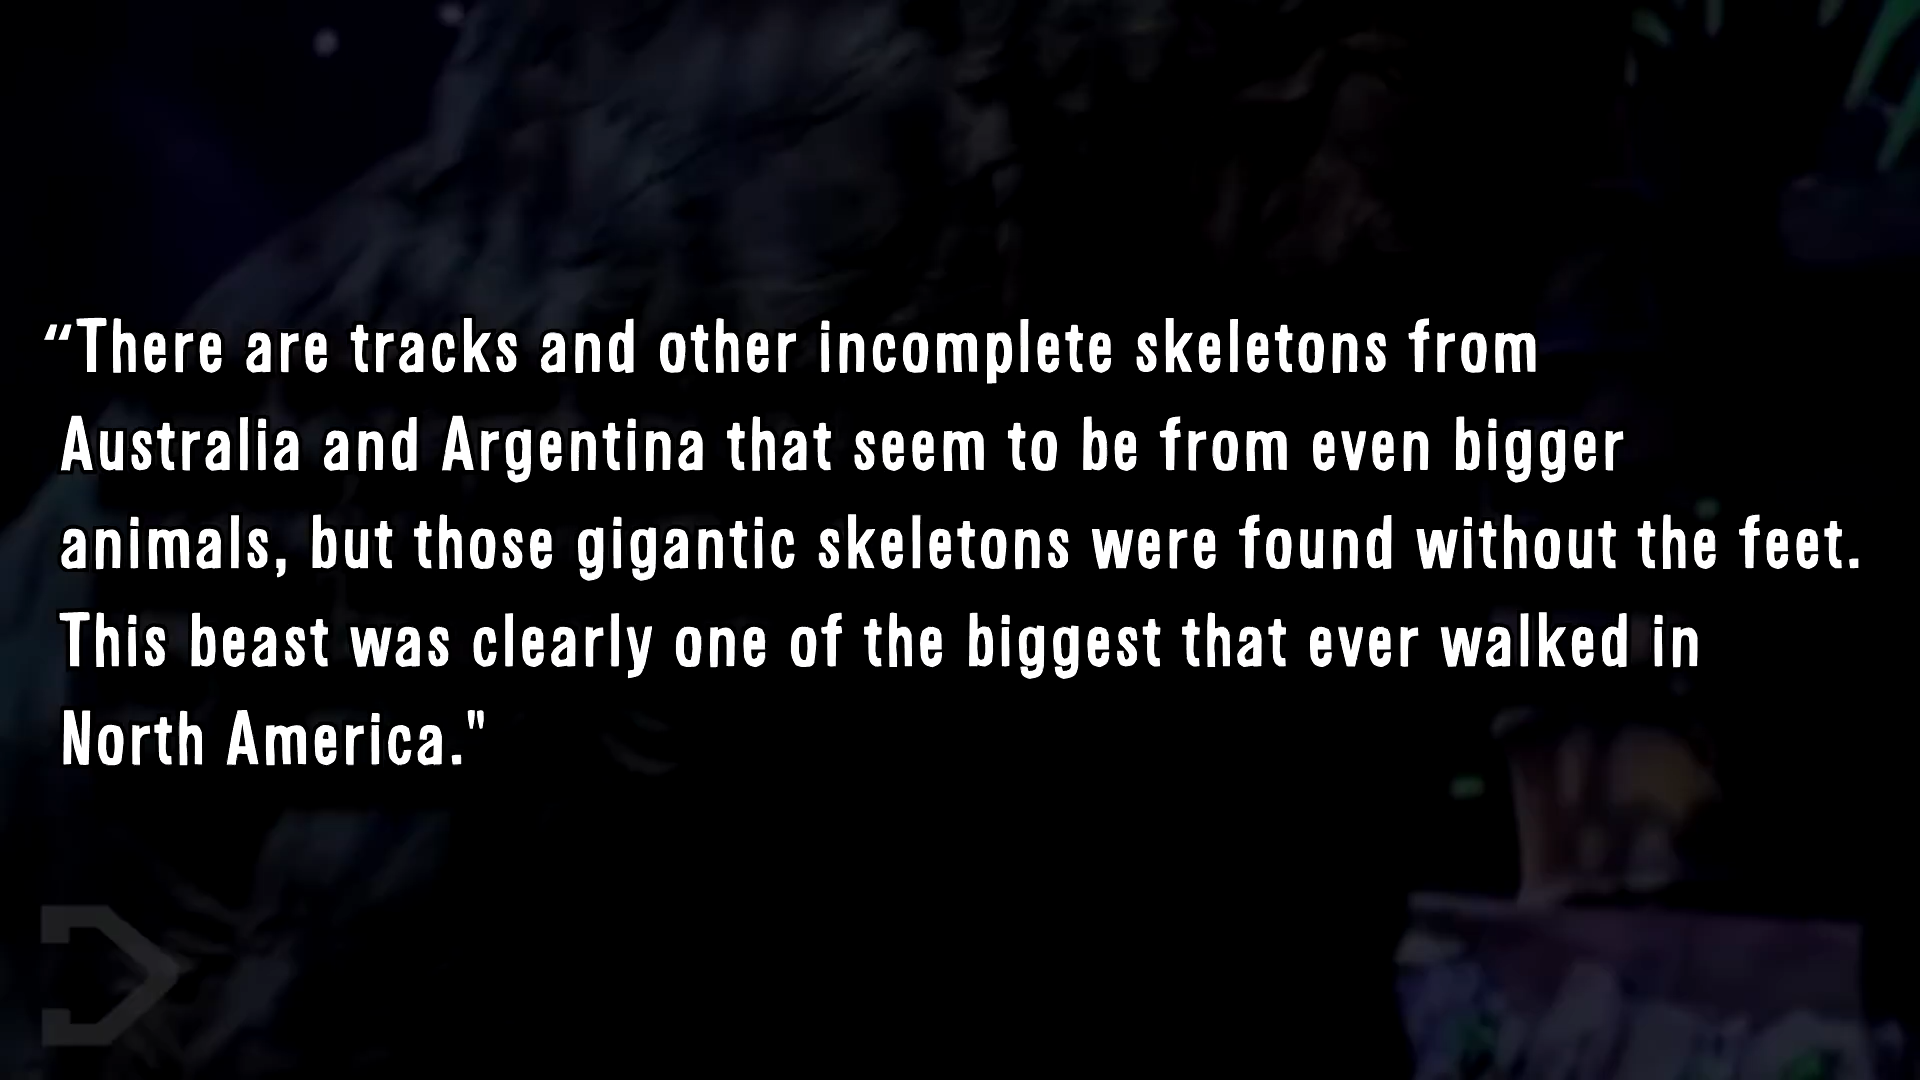 “There are tracks and other incomplete skeletons from
Australia and Argentina that seem to be from even bigger
animals, but those gigantic skeletons were found without the feet.
This beast was clearly one of the biggest that ever walked in
North America."